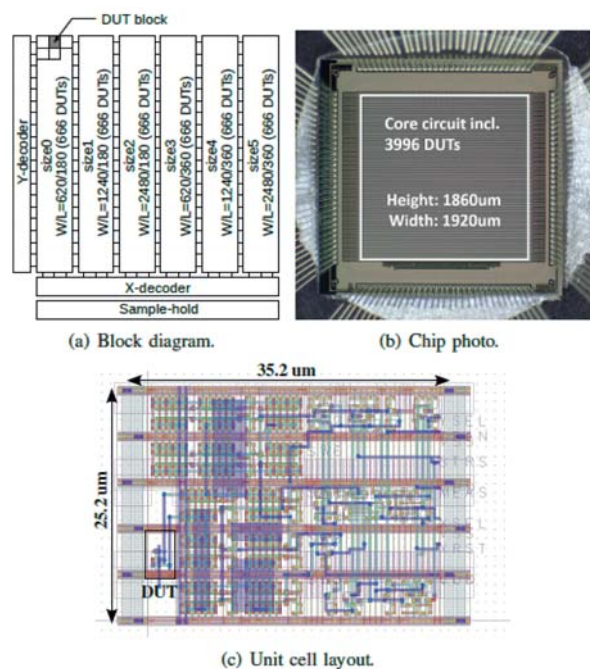 DUT block
Y-decoder
size0
W/L=620/180 (666 DUTs)
size1
W/L=1240/180 (666 DUTs)
size2
W/L=2480/180 (666 DUTs)
size3
W/L=620/360 (666 DUTs)
size4
W/L=1240/360 (666 DUTs)
size5
W/L=2480/360 (666 DUTs)
X-decoder
Sample-hold
(a) Block diagram.
Core circuit incl.
3996 DUTs
Height: 1860um
Width: 1920um
(b) Chip photo.
35.2 um
25.2 um
DUT
(c) Unit cell layout.